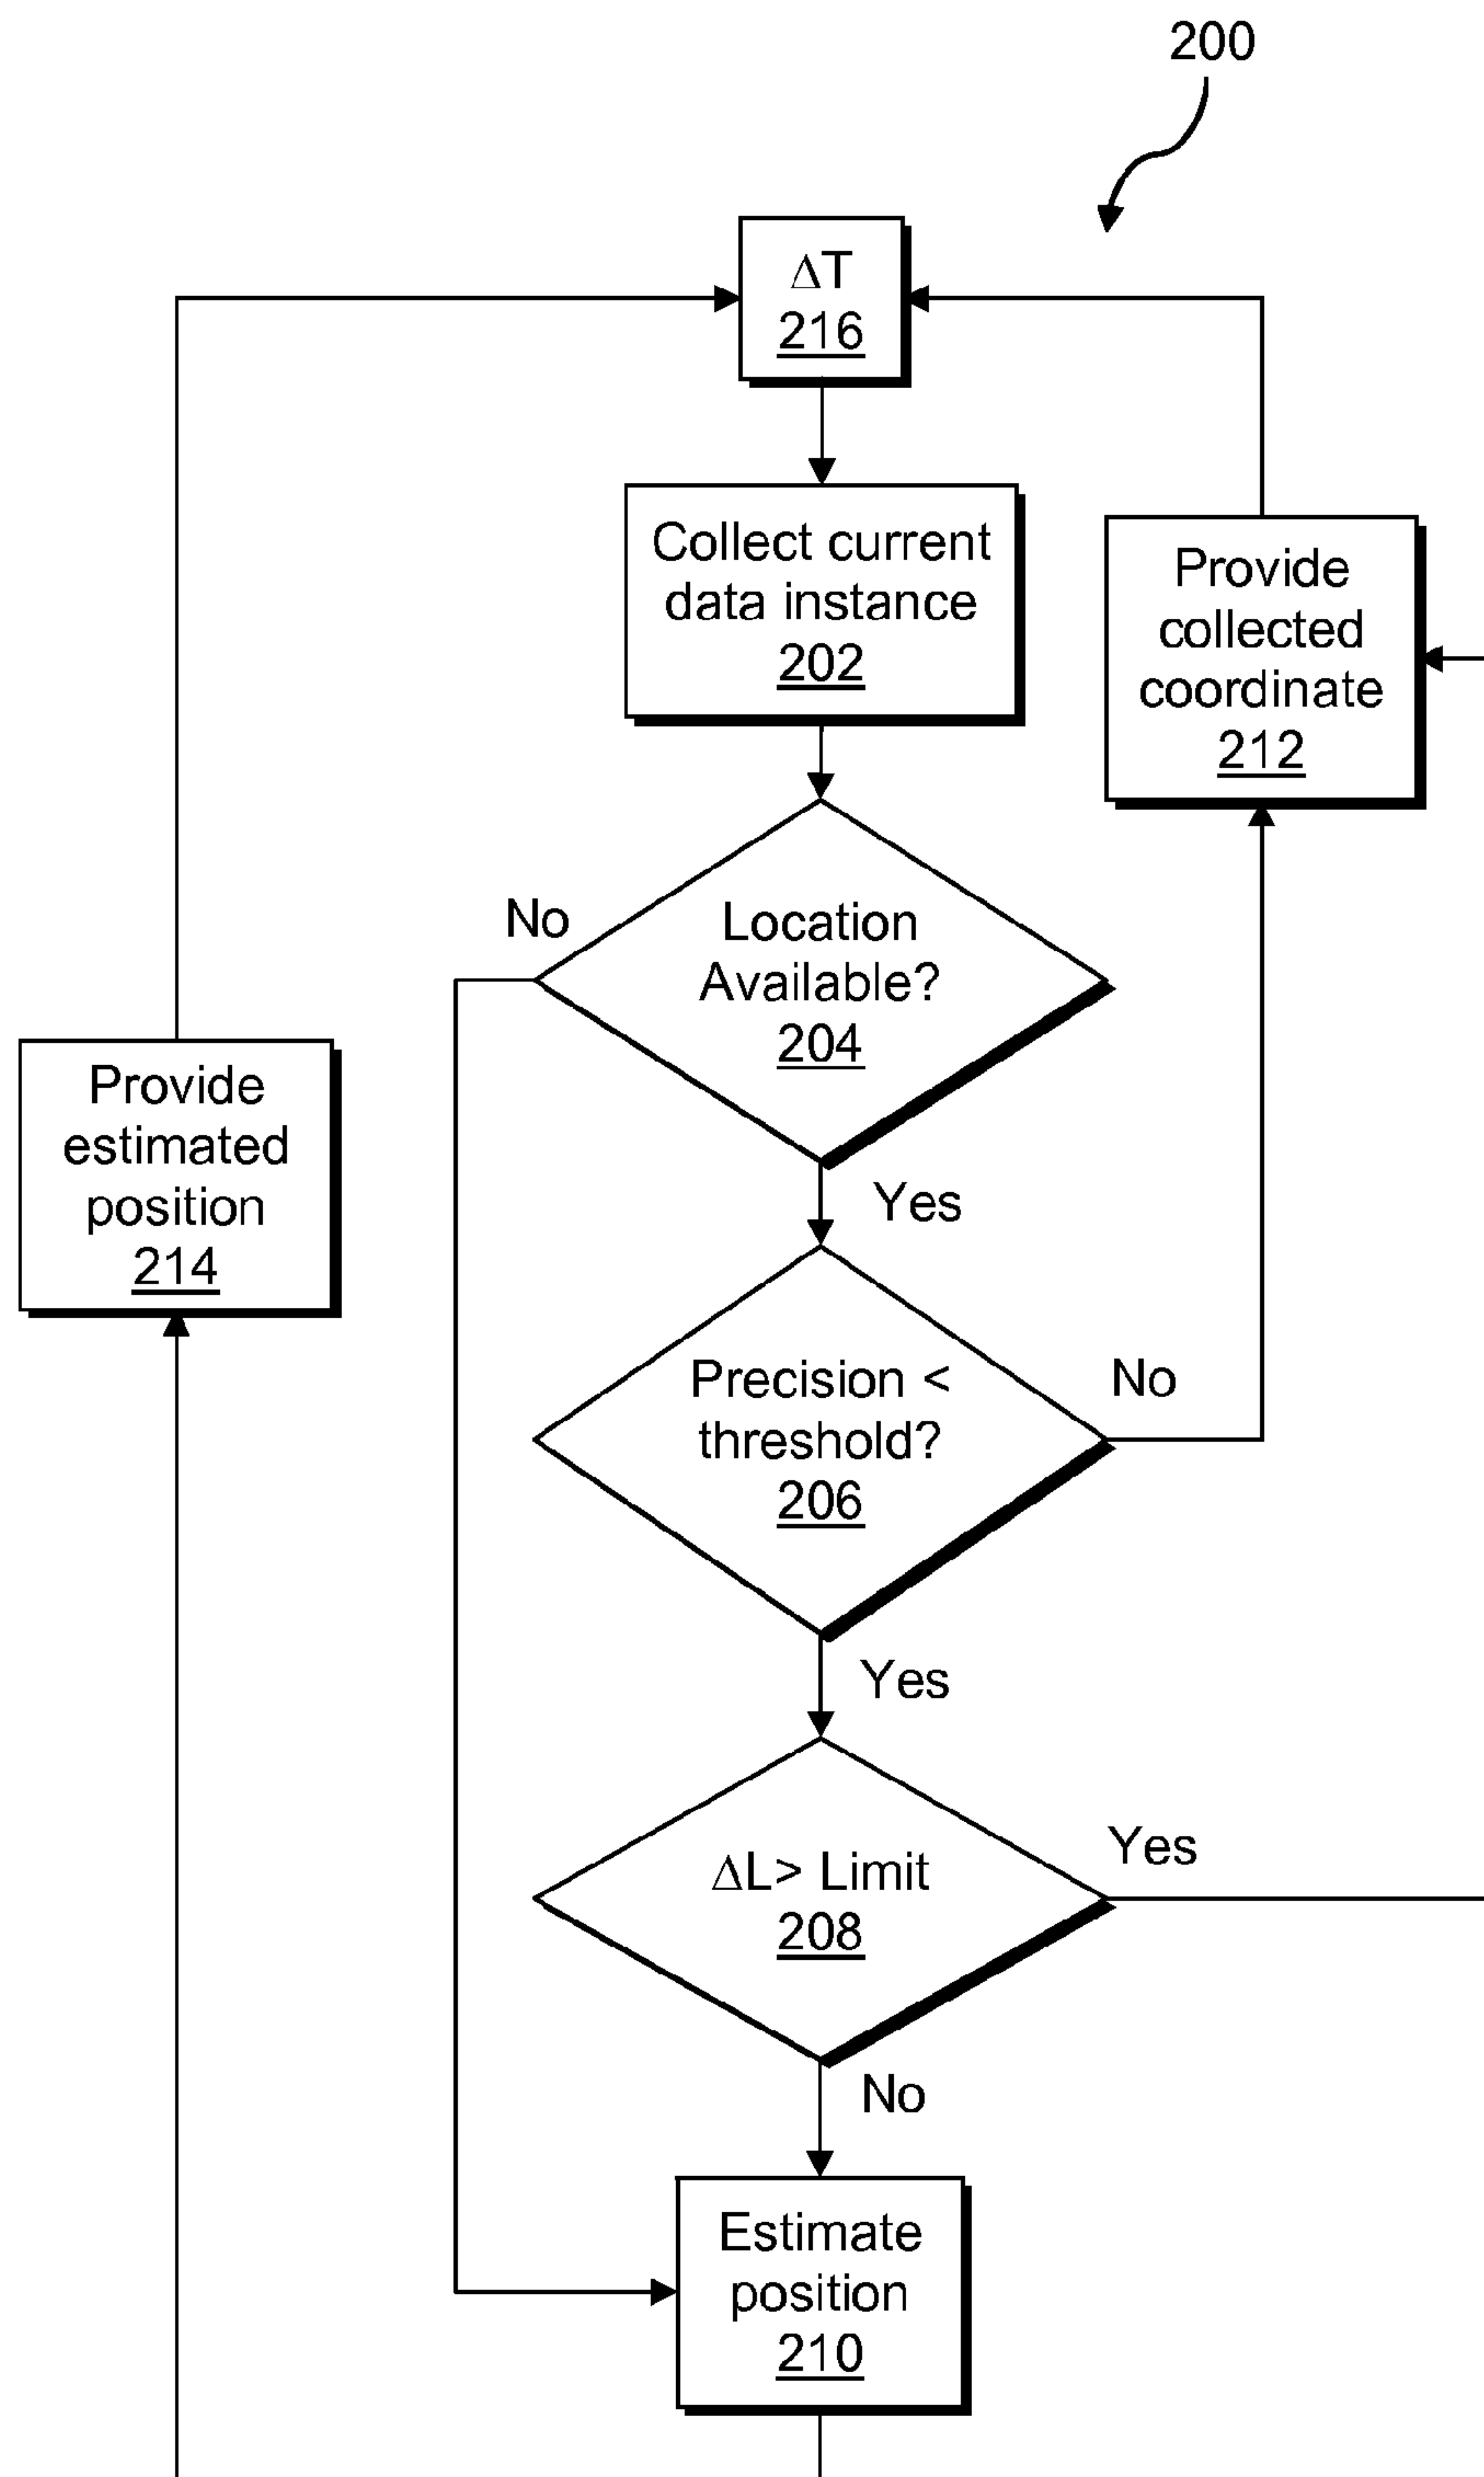 200
ΔT
216
Collect current
data instance
202
Provide
collected
coordinate
212
No
Location
Available?
204
Provide
estimated
position
214
Yes
Precision <
threshold?
206
No
Yes
ΔL> Limit
208
Yes
No
Estimate
position
210